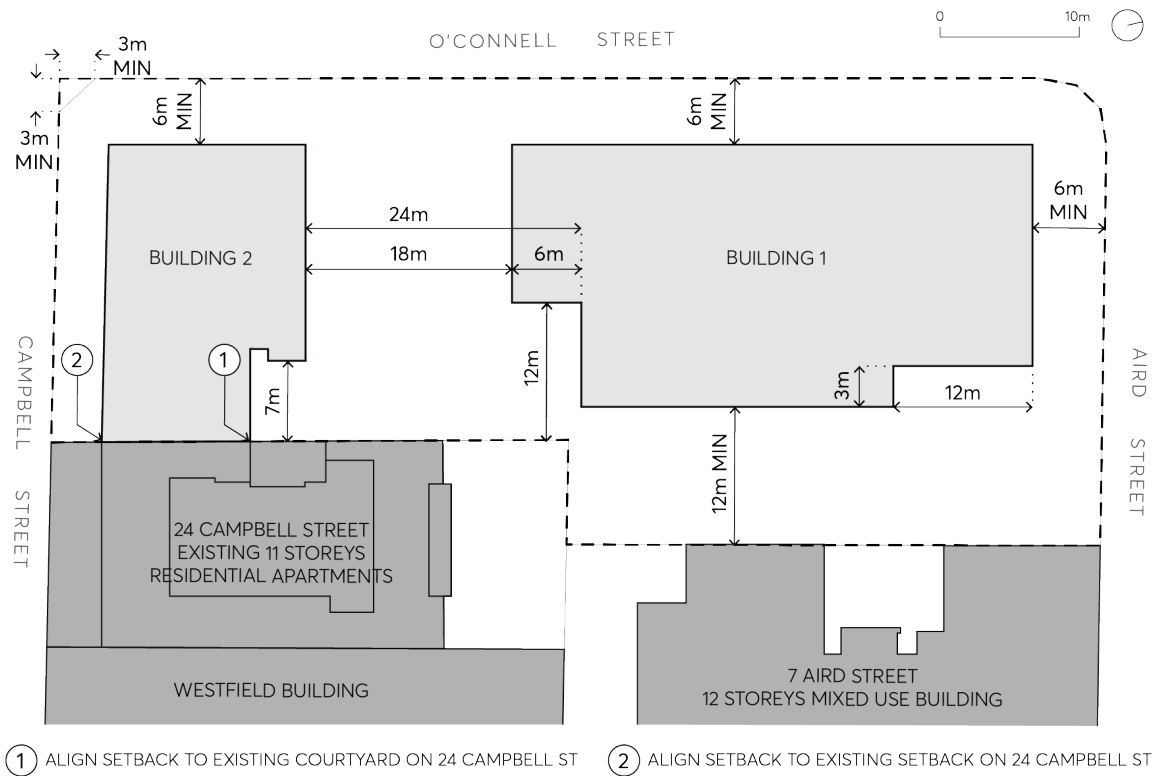 0 10m
O'CONNELL STREET
3m
MIN
3m
MIN
6m
MIN
6m
MIN
6m
MIN
24m
18m
6m
BUILDING 2
BUILDING 1
12m
7m
3m
12m
12m MIN
2
1
CAMPBELL STREET
AIRD STREET
24 CAMPBELL STREET
EXISTING 11 STOREYS
RESIDENTIAL APARTMENTS
WESTFIELD BUILDING
7 AIRD STREET
12 STOREYS MIXED USE BUILDING
1 ALIGN SETBACK TO EXISTING COURTYARD ON 24 CAMPBELL ST
2 ALIGN SETBACK TO EXISTING SETBACK ON 24 CAMPBELL ST